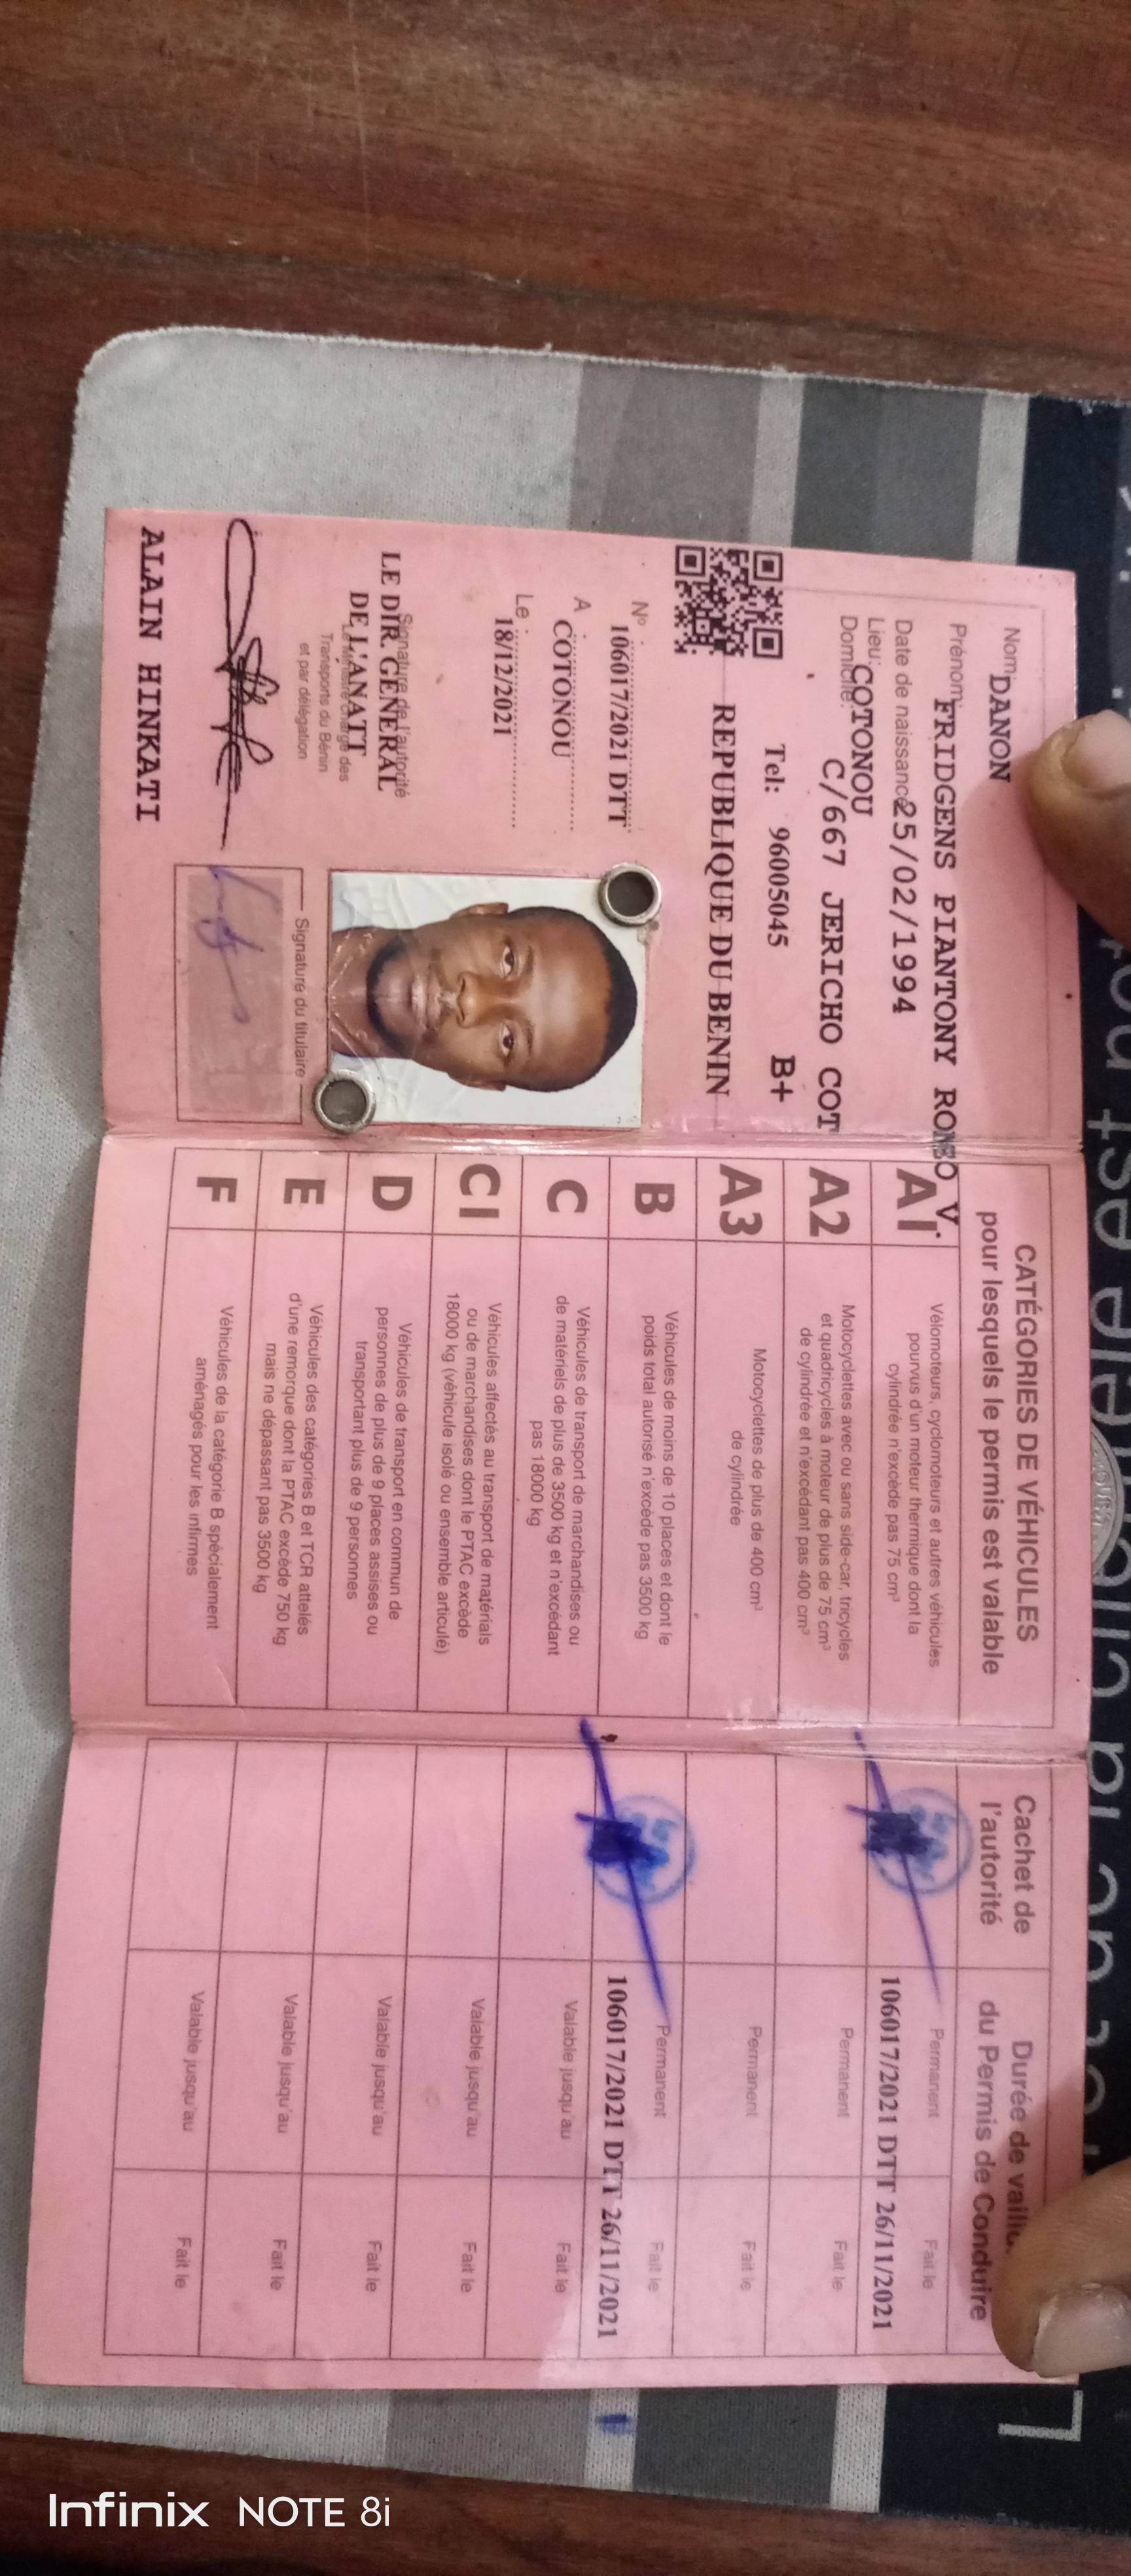 Nom: DANON
Prénom: FRIDGENS PIANTONY ROMEO V.
Date de naissance 25/02/1994
Lieu: COTONOU
Domicile: C/667 JERICHO COT
Tel: 96005045 B+
REPUBLIQUE DU BENIN
N° 106017/2021 DTT
A COTONOU
Le : 18/12/2021
Signature de l'autorité
LE DIR. GENERAL
DE L'ANATT
Le Ministre chargé des
Transports du Bénin
et par délégation
ALAIN HINKATI
Signature du titulaire
CATÉGORIES DE VÉHICULES
pour lesquels le permis est valable
A1
Vélomoteurs, cyclomoteurs et autres véhicules
pourvus d'un moteur thermique dont la
cylindrée n'excède pas 75 cm³
A2
Motocyclettes avec ou sans side-car, tricycles
et quadricycles à moteur de plus de 75 cm³
de cylindrée et n'excédant pas 400 cm³
A3
Motocyclettes de plus de 400 cm³
de cylindrée
B
Véhicules de moins de 10 places et dont le
poids total autorisé n'excède pas 3500 kg
C
Véhicules de transport de marchandises ou
de matériels de plus de 3500 kg et n'excédant
pas 18000 kg
C1
Véhicules affectés au transport de matérials
ou de marchandises dont le PTAC excède
18000 kg (véhicule isolé ou ensemble articulé)
D
Véhicules de transport en commun de
personnes de plus de 9 places assises ou
transportant plus de 9 personnes
E
Véhicules des catégories B et TCR attelés
d'une remorque dont la PTAC excède 750 kg
mais ne dépassant pas 3500 kg
F
Véhicules de la catégorie B spécialement
aménagés pour les infirmes
Cachet de
l'autorité
Durée de
du Permis de Conduire
Permanent Fait le
106017/2021 DTT 26/11/2021
Permanent Fait le
Permanent Fait le
Permanent Fait le
106017/2021 DTT 26/11/2021
Valable jusqu'au Fait le
Valable jusqu'au Fait le
Valable jusqu'au Fait le
Valable jusqu'au Fait le
Valable jusqu'au Fait le
Infinix NOTE 8i